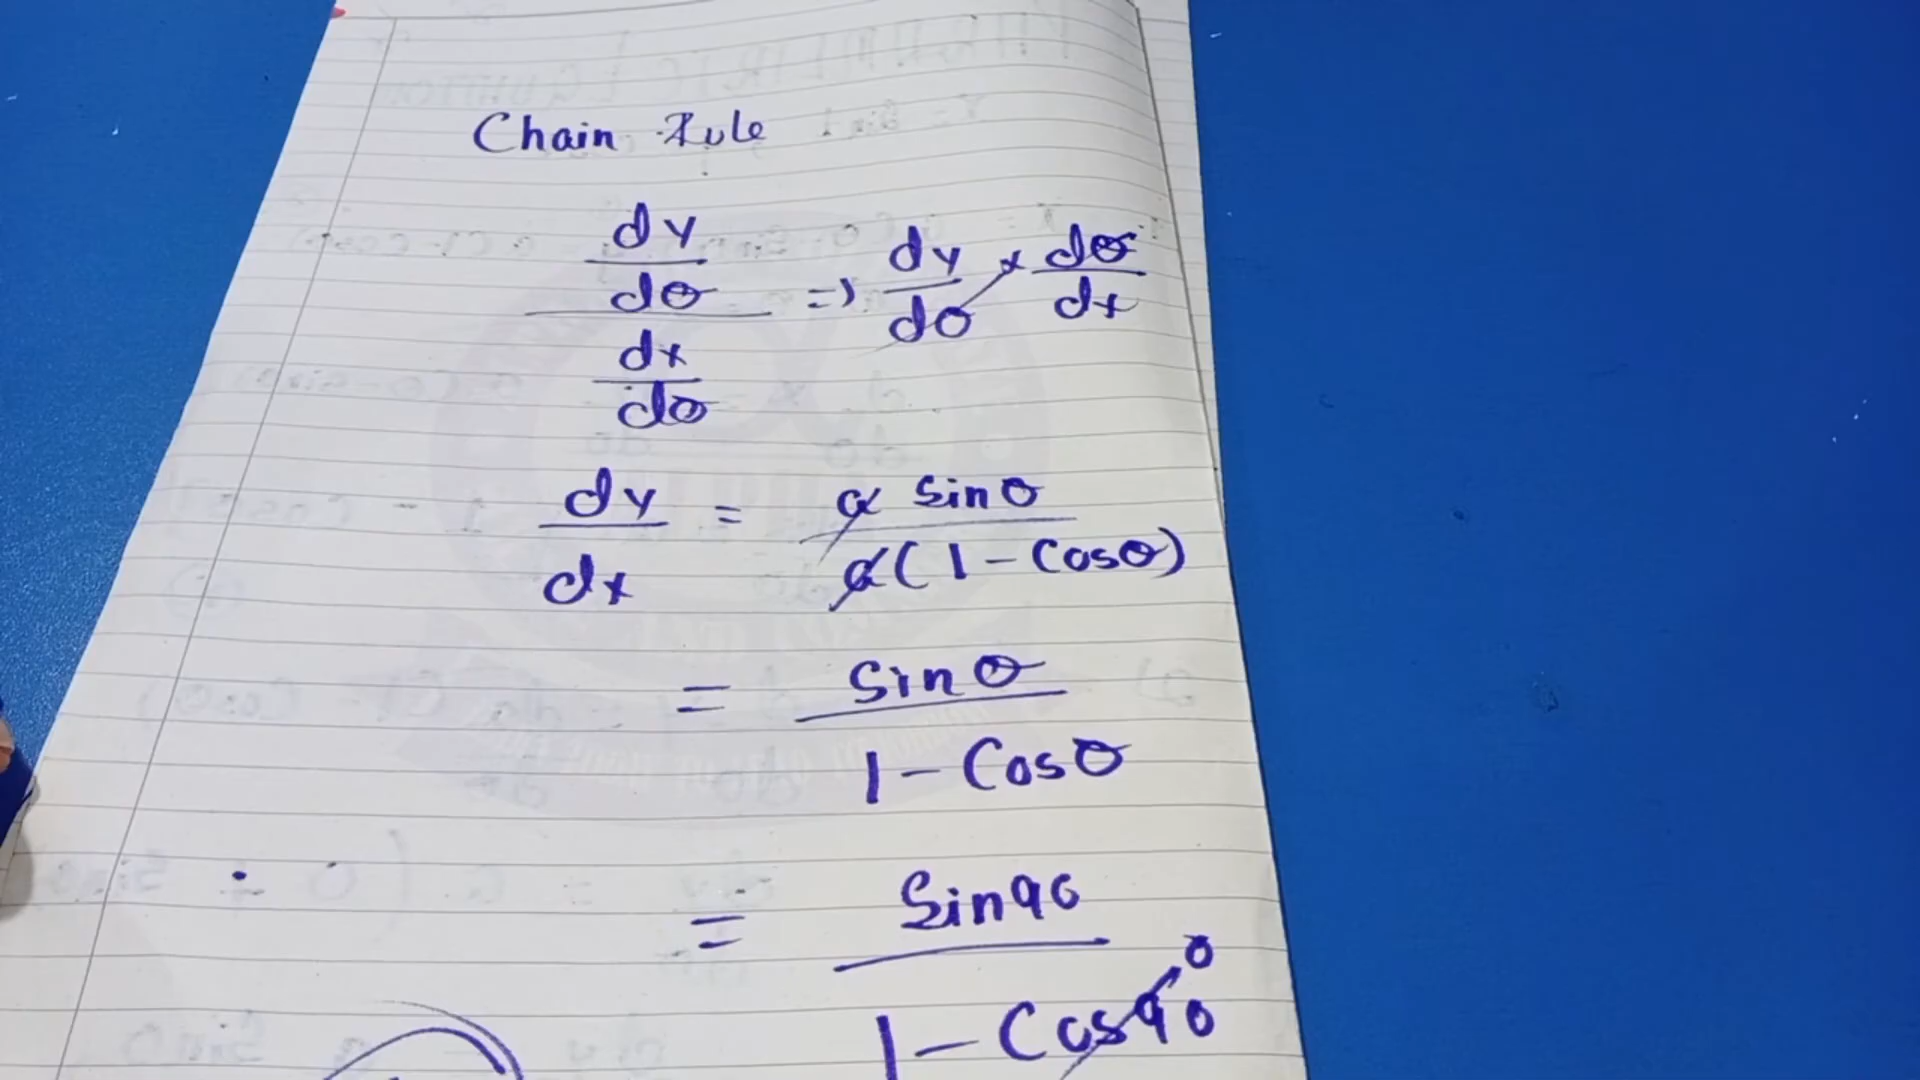 Chain Rule
dy
dθ => dy × dθ
dx dθ dx
dθ
dy = a sinθ
dx a(1-Cosθ)
= Sinθ
1-Cosθ
= Sin90
0
1-Cos90